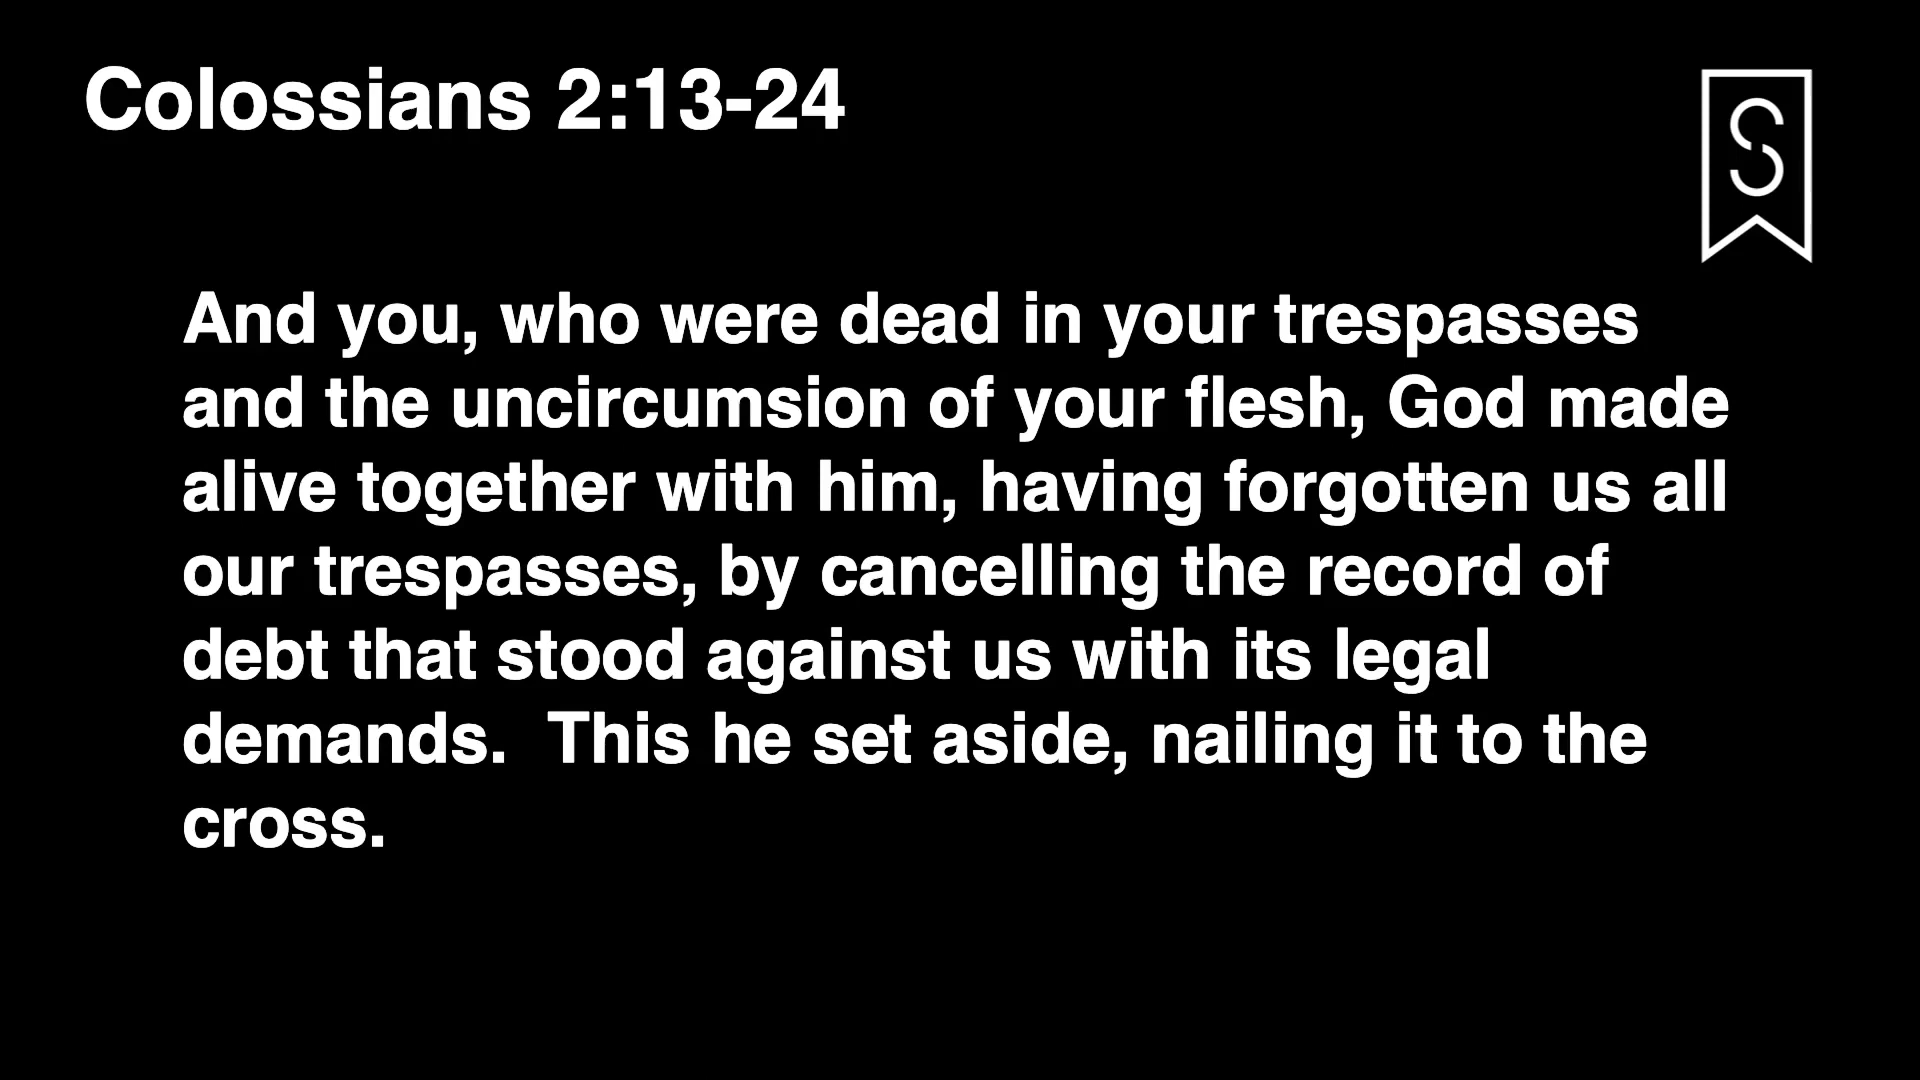 Colossians 2:13-24
S
And you, who were dead in your trespasses
and the uncircumsion of your flesh, God made
alive together with him, having forgotten us all
our trespasses, by cancelling the record of
debt that stood against us with its legal
demands.  This he set aside, nailing it to the
cross.